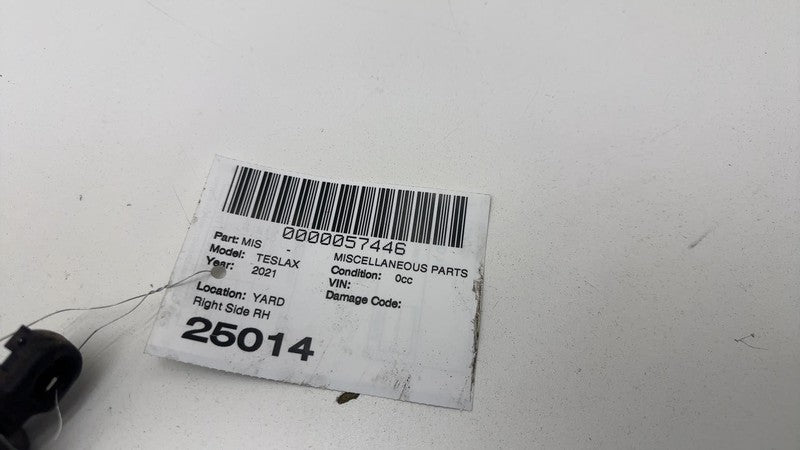 0000057446
Part: MIS - MISCELLANEOUS PARTS
Model: TESLAX Condition: 0cc
Year: 2021 VIN:
Damage Code:
Location: YARD
Right Side RH
25014